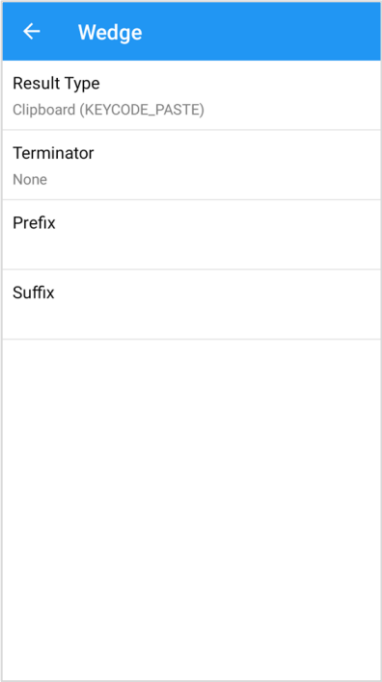 Wedge
Result Type
Clipboard (KEYCODE_PASTE)
Terminator
None
Prefix
Suffix